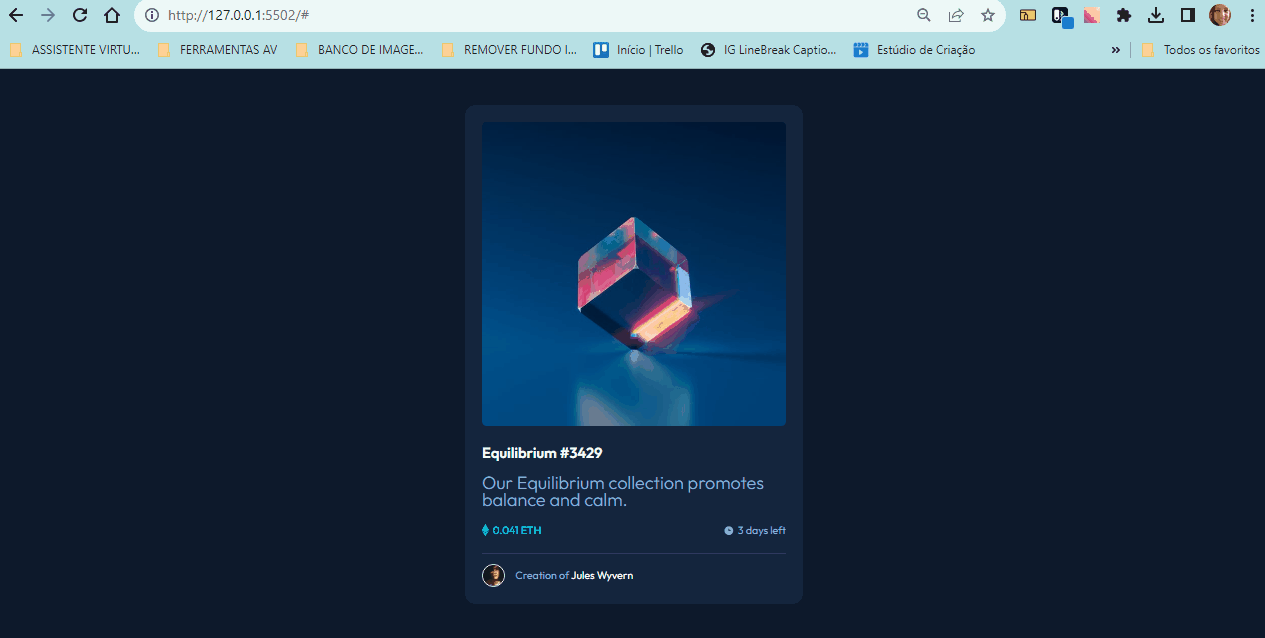 http://127.0.0.1:5502/#
ASSISTENTE VIRTU...
FERRAMENTAS AV
BANCO DE IMAGE...
REMOVER FUNDO I...
Início | Trello
IG LineBreak Captio...
Estúdio de Criação
»
Todos os favoritos
Equilibrium #3429
Our Equilibrium collection promotes
balance and calm.
0.041 ETH
3 days left
Creation of Jules Wyvern